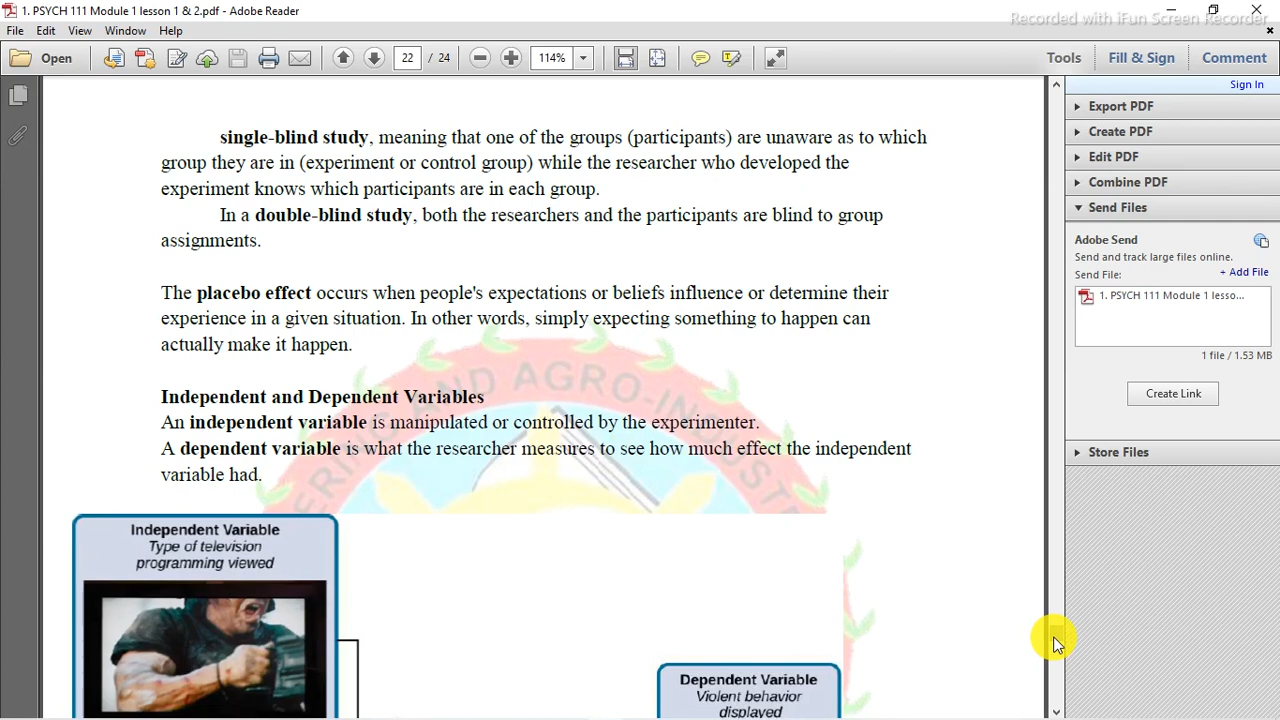 1. PSYCH 111 Module 1 lesson 1 & 2.pdf - Adobe Reader
Recorded with iFun Screen Recorder
File Edit View Window Help
Open
22 / 24
114%
Tools Fill & Sign Comment
Sign In
Export PDF
Create PDF
Edit PDF
Combine PDF
Send Files
Adobe Send
Send and track large files online.
Send File:
+ Add File
1. PSYCH 111 Module 1 lesso...
1 file / 1.53 MB
Create Link
Store Files
single-blind study, meaning that one of the groups (participants) are unaware as to which
group they are in (experiment or control group) while the researcher who developed the
experiment knows which participants are in each group.
In a double-blind study, both the researchers and the participants are blind to group
assignments.
The placebo effect occurs when people's expectations or beliefs influence or determine their
experience in a given situation. In other words, simply expecting something to happen can
actually make it happen.
Independent and Dependent Variables
An independent variable is manipulated or controlled by the experimenter.
A dependent variable is what the researcher measures to see how much effect the independent
variable had.
Independent Variable
Type of television
programming viewed
Dependent Variable
Violent behavior
displayed
AND AGRO-INDUST